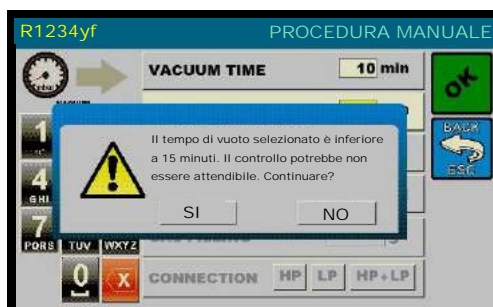 R1234yf
PROCEDURA MANUALE
VACUUM TIME
10 min
OK
BACK
ESC
Il tempo di vuoto selezionato è inferiore
a 15 minuti. Il controllo potrebbe non
essere attendibile. Continuare?
SI
NO
1
4
GHI
7
PQRS
TUV
WXYZ
0
X
CONNECTION
HP
LP
HP+LP